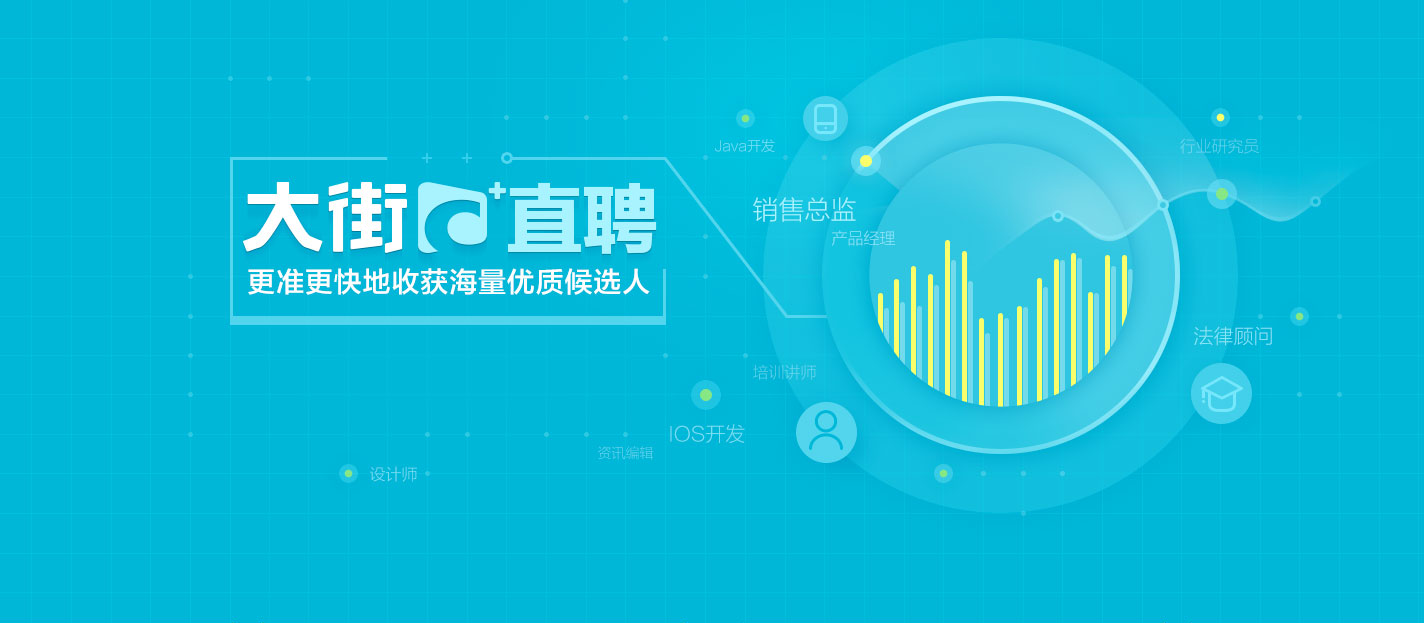 大街 直聘
更准更快地收获海量优质候选人
Java开发
行业研究员
销售总监
产品经理
法律顾问
培训讲师
IOS开发
资讯编辑
设计师